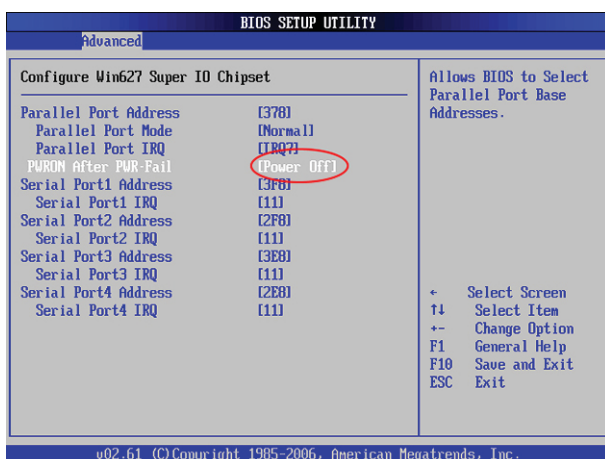 BIOS SETUP UTILITY
Advanced
Configure Win627 Super IO Chipset
Parallel Port Address [378]
Parallel Port Mode [Normal]
Parallel Port IRQ [IRQ7]
PWRON After PWR-Fail [Power Off]
Serial Port1 Address [3F8]
Serial Port1 IRQ [11]
Serial Port2 Address [2F8]
Serial Port2 IRQ [11]
Serial Port3 Address [3E8]
Serial Port3 IRQ [11]
Serial Port4 Address [2E8]
Serial Port4 IRQ [11]
Allows BIOS to Select
Parallel Port Base
Addresses.
← Select Screen
↑↓ Select Item
+- Change Option
F1 General Help
F10 Save and Exit
ESC Exit
v02.61 (C)Copyright 1985-2006, American Megatrends, Inc.